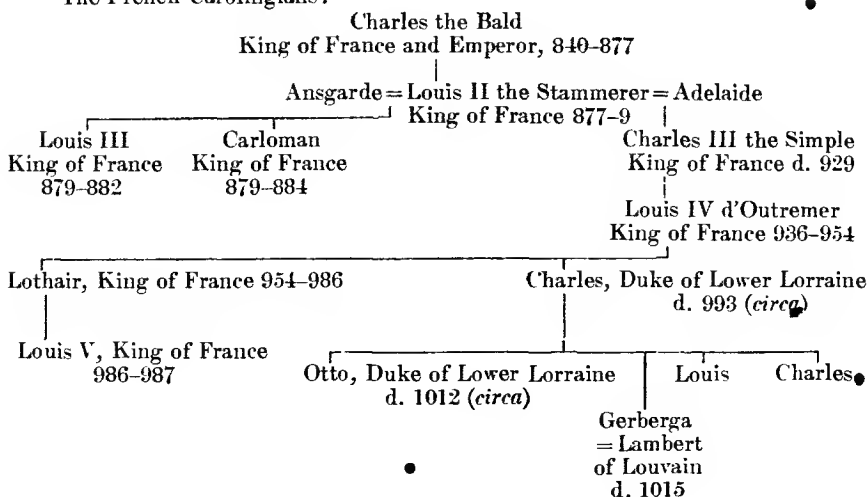 The French Carolingians.
Charles the Bald
King of France and Emperor, 840–877
Ansgarde = Louis II the Stammerer = Adelaide
King of France 877–9
Louis III
King of France
879–882
Carloman
King of France
879–884
Charles III the Simple
King of France d. 929
Louis IV d'Outremer
King of France 936–954
Lothair, King of France 954–986
Charles, Duke of Lower Lorraine
d. 993 (circa)
Louis V, King of France
986–987
Otto, Duke of Lower Lorraine
d. 1012 (circa)
Louis
Charles
Gerberga
= Lambert
of Louvain
d. 1015